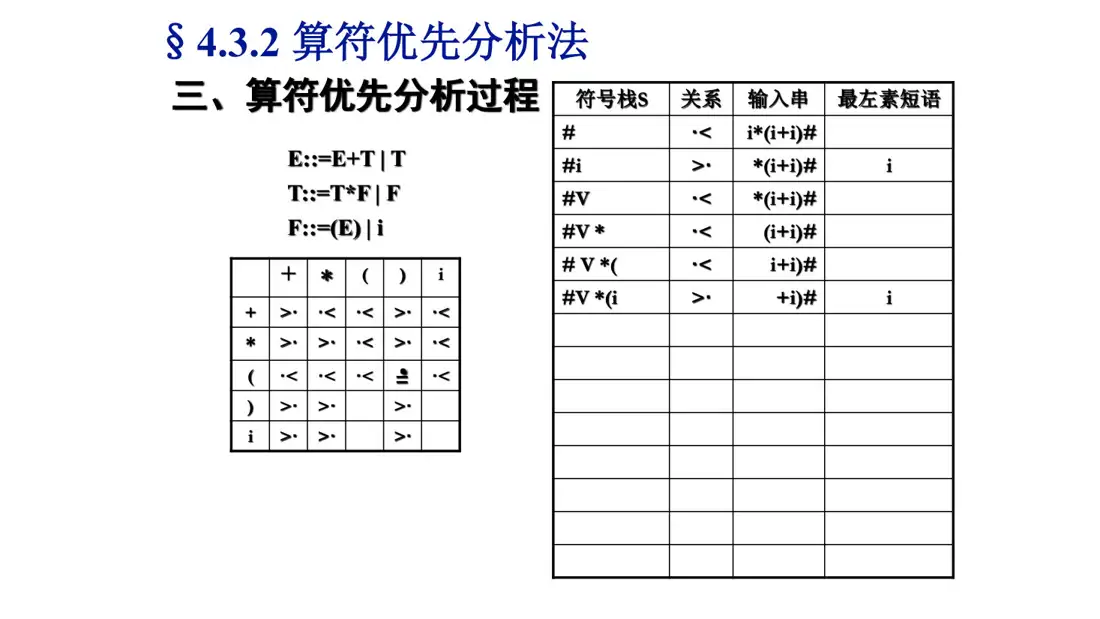 § 4.3.2 算符优先分析法
三、算符优先分析过程
E::=E+T | T
T::=T*F | F
F::=(E) | i
+ * ( ) i
+ >· ·< ·< >· ·<
* >· >· ·< >· ·<
( ·< ·< ·< ≐ ·<
) >· >· >·
i >· >· >·
符号栈S 关系 输入串 最左素短语
# ·< i*(i+i)#
#i >· *(i+i)# i
#V ·< *(i+i)#
#V * ·< (i+i)#
# V *( ·< i+i)#
#V *(i >· +i)# i